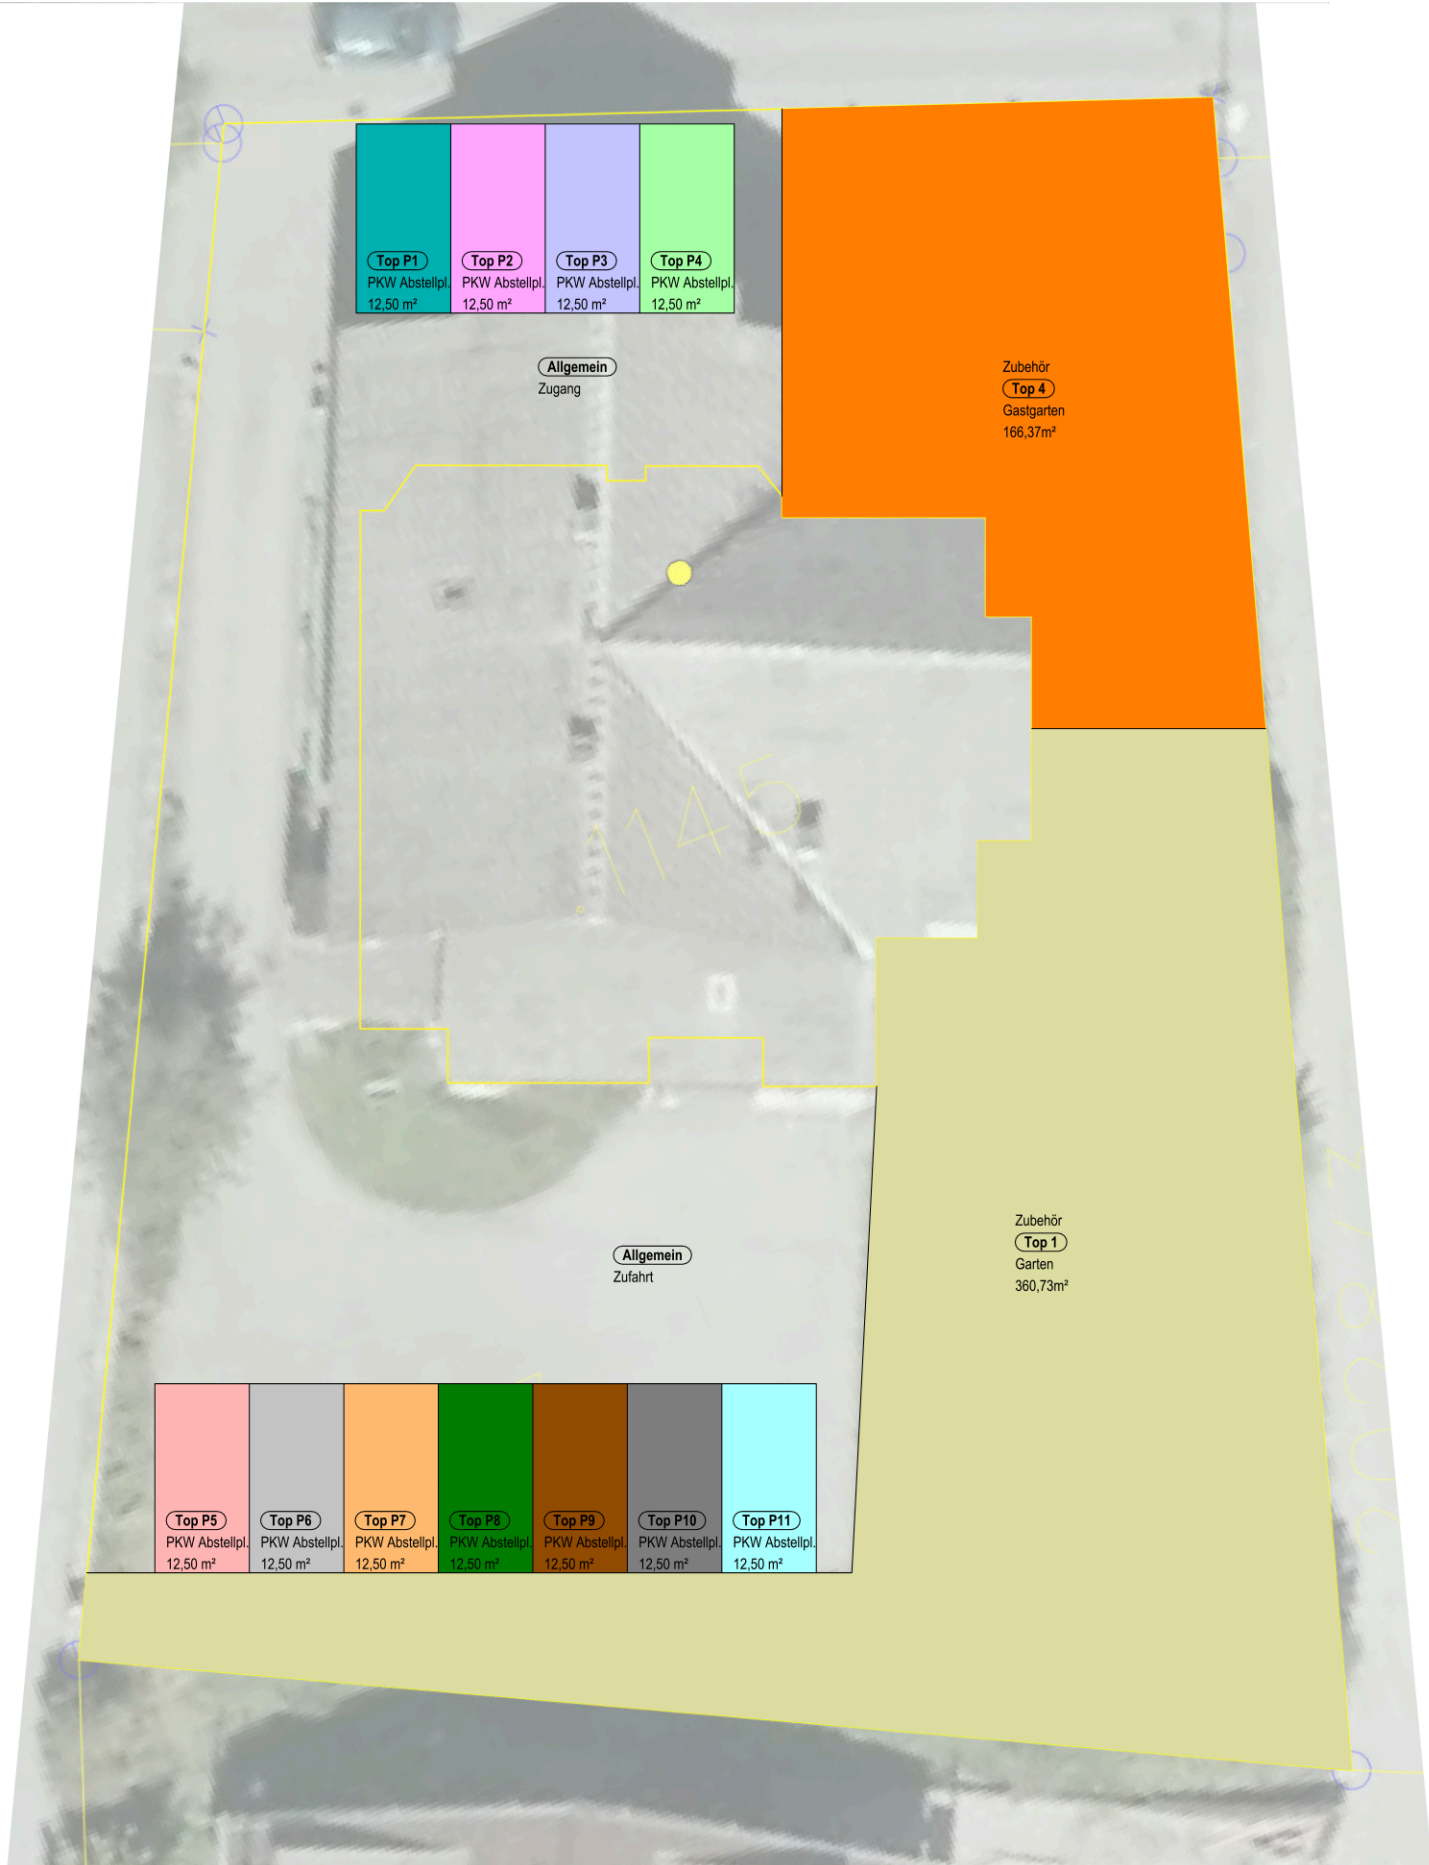 Top P1
PKW Abstellpl.
12,50 m²
Top P2
PKW Abstellpl.
12,50 m²
Top P3
PKW Abstellpl.
12,50 m²
Top P4
PKW Abstellpl.
12,50 m²
Allgemein
Zugang
Zubehör
Top 4
Gastgarten
166,37m²
1145
Allgemein
Zufahrt
Zubehör
Top 1
Garten
360,73m²
Top P5
PKW Abstellpl.
12,50 m²
Top P6
PKW Abstellpl.
12,50 m²
Top P7
PKW Abstellpl.
12,50 m²
Top P8
PKW Abstellpl.
12,50 m²
Top P9
PKW Abstellpl.
12,50 m²
Top P10
PKW Abstellpl.
12,50 m²
Top P11
PKW Abstellpl.
12,50 m²